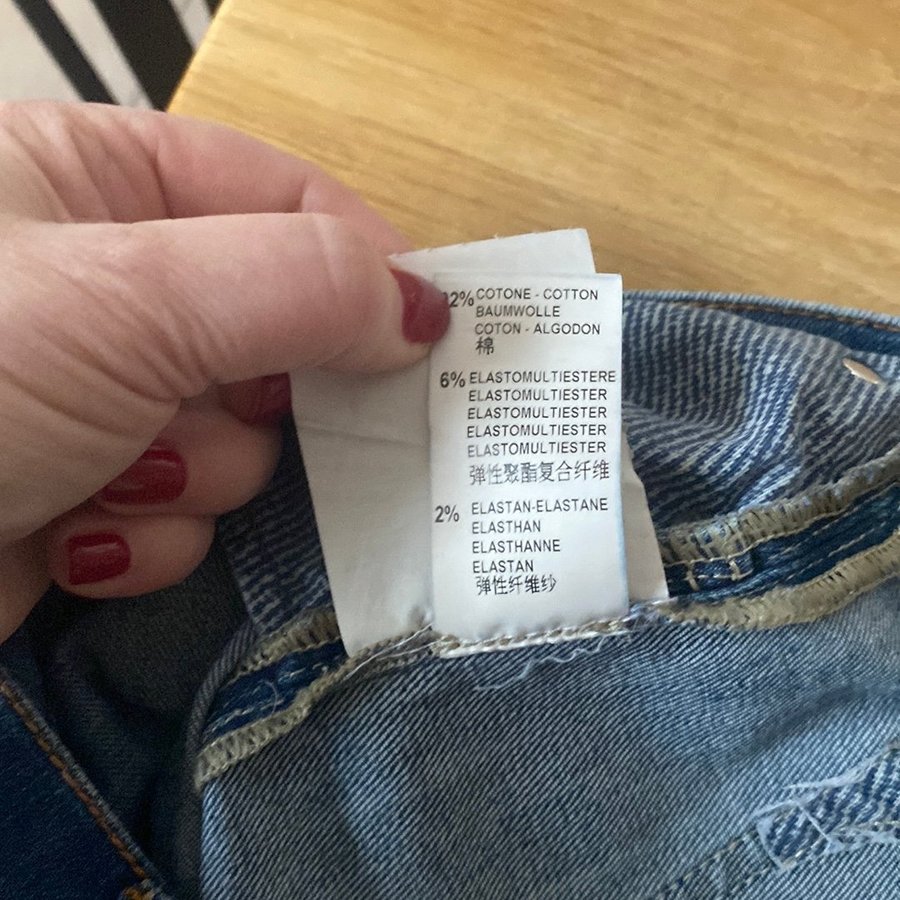 2% COTONE - COTTON
BAUMWOLLE
COTON - ALGODON
棉
6% ELASTOMULTIESTERE
ELASTOMULTIESTER
ELASTOMULTIESTER
ELASTOMULTIESTER
ELASTOMULTIESTER
弹性聚酯复合纤维
2% ELASTAN-ELASTANE
ELASTHAN
ELASTHANNE
ELASTAN
弹性纤维纱